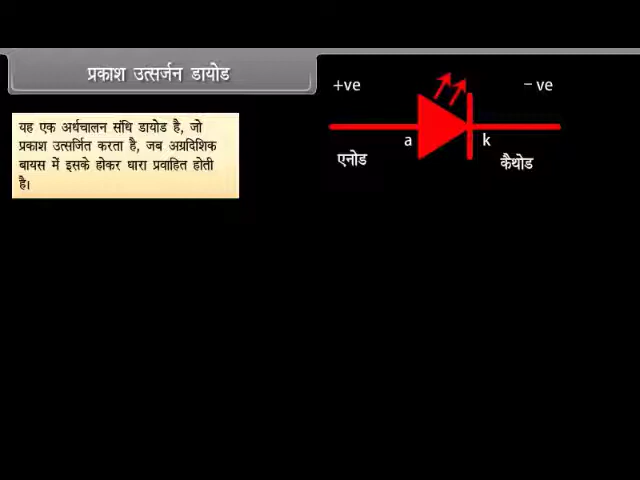 प्रकाश उत्सर्जन डायोड
यह एक अर्धचालन संधि डायोड है, जो
प्रकाश उत्सर्जित करता है, जब अग्रदिशिक
बायस में इसके होकर धारा प्रवाहित होती
है।
+ve
- ve
a
k
एनोड
कैथोड